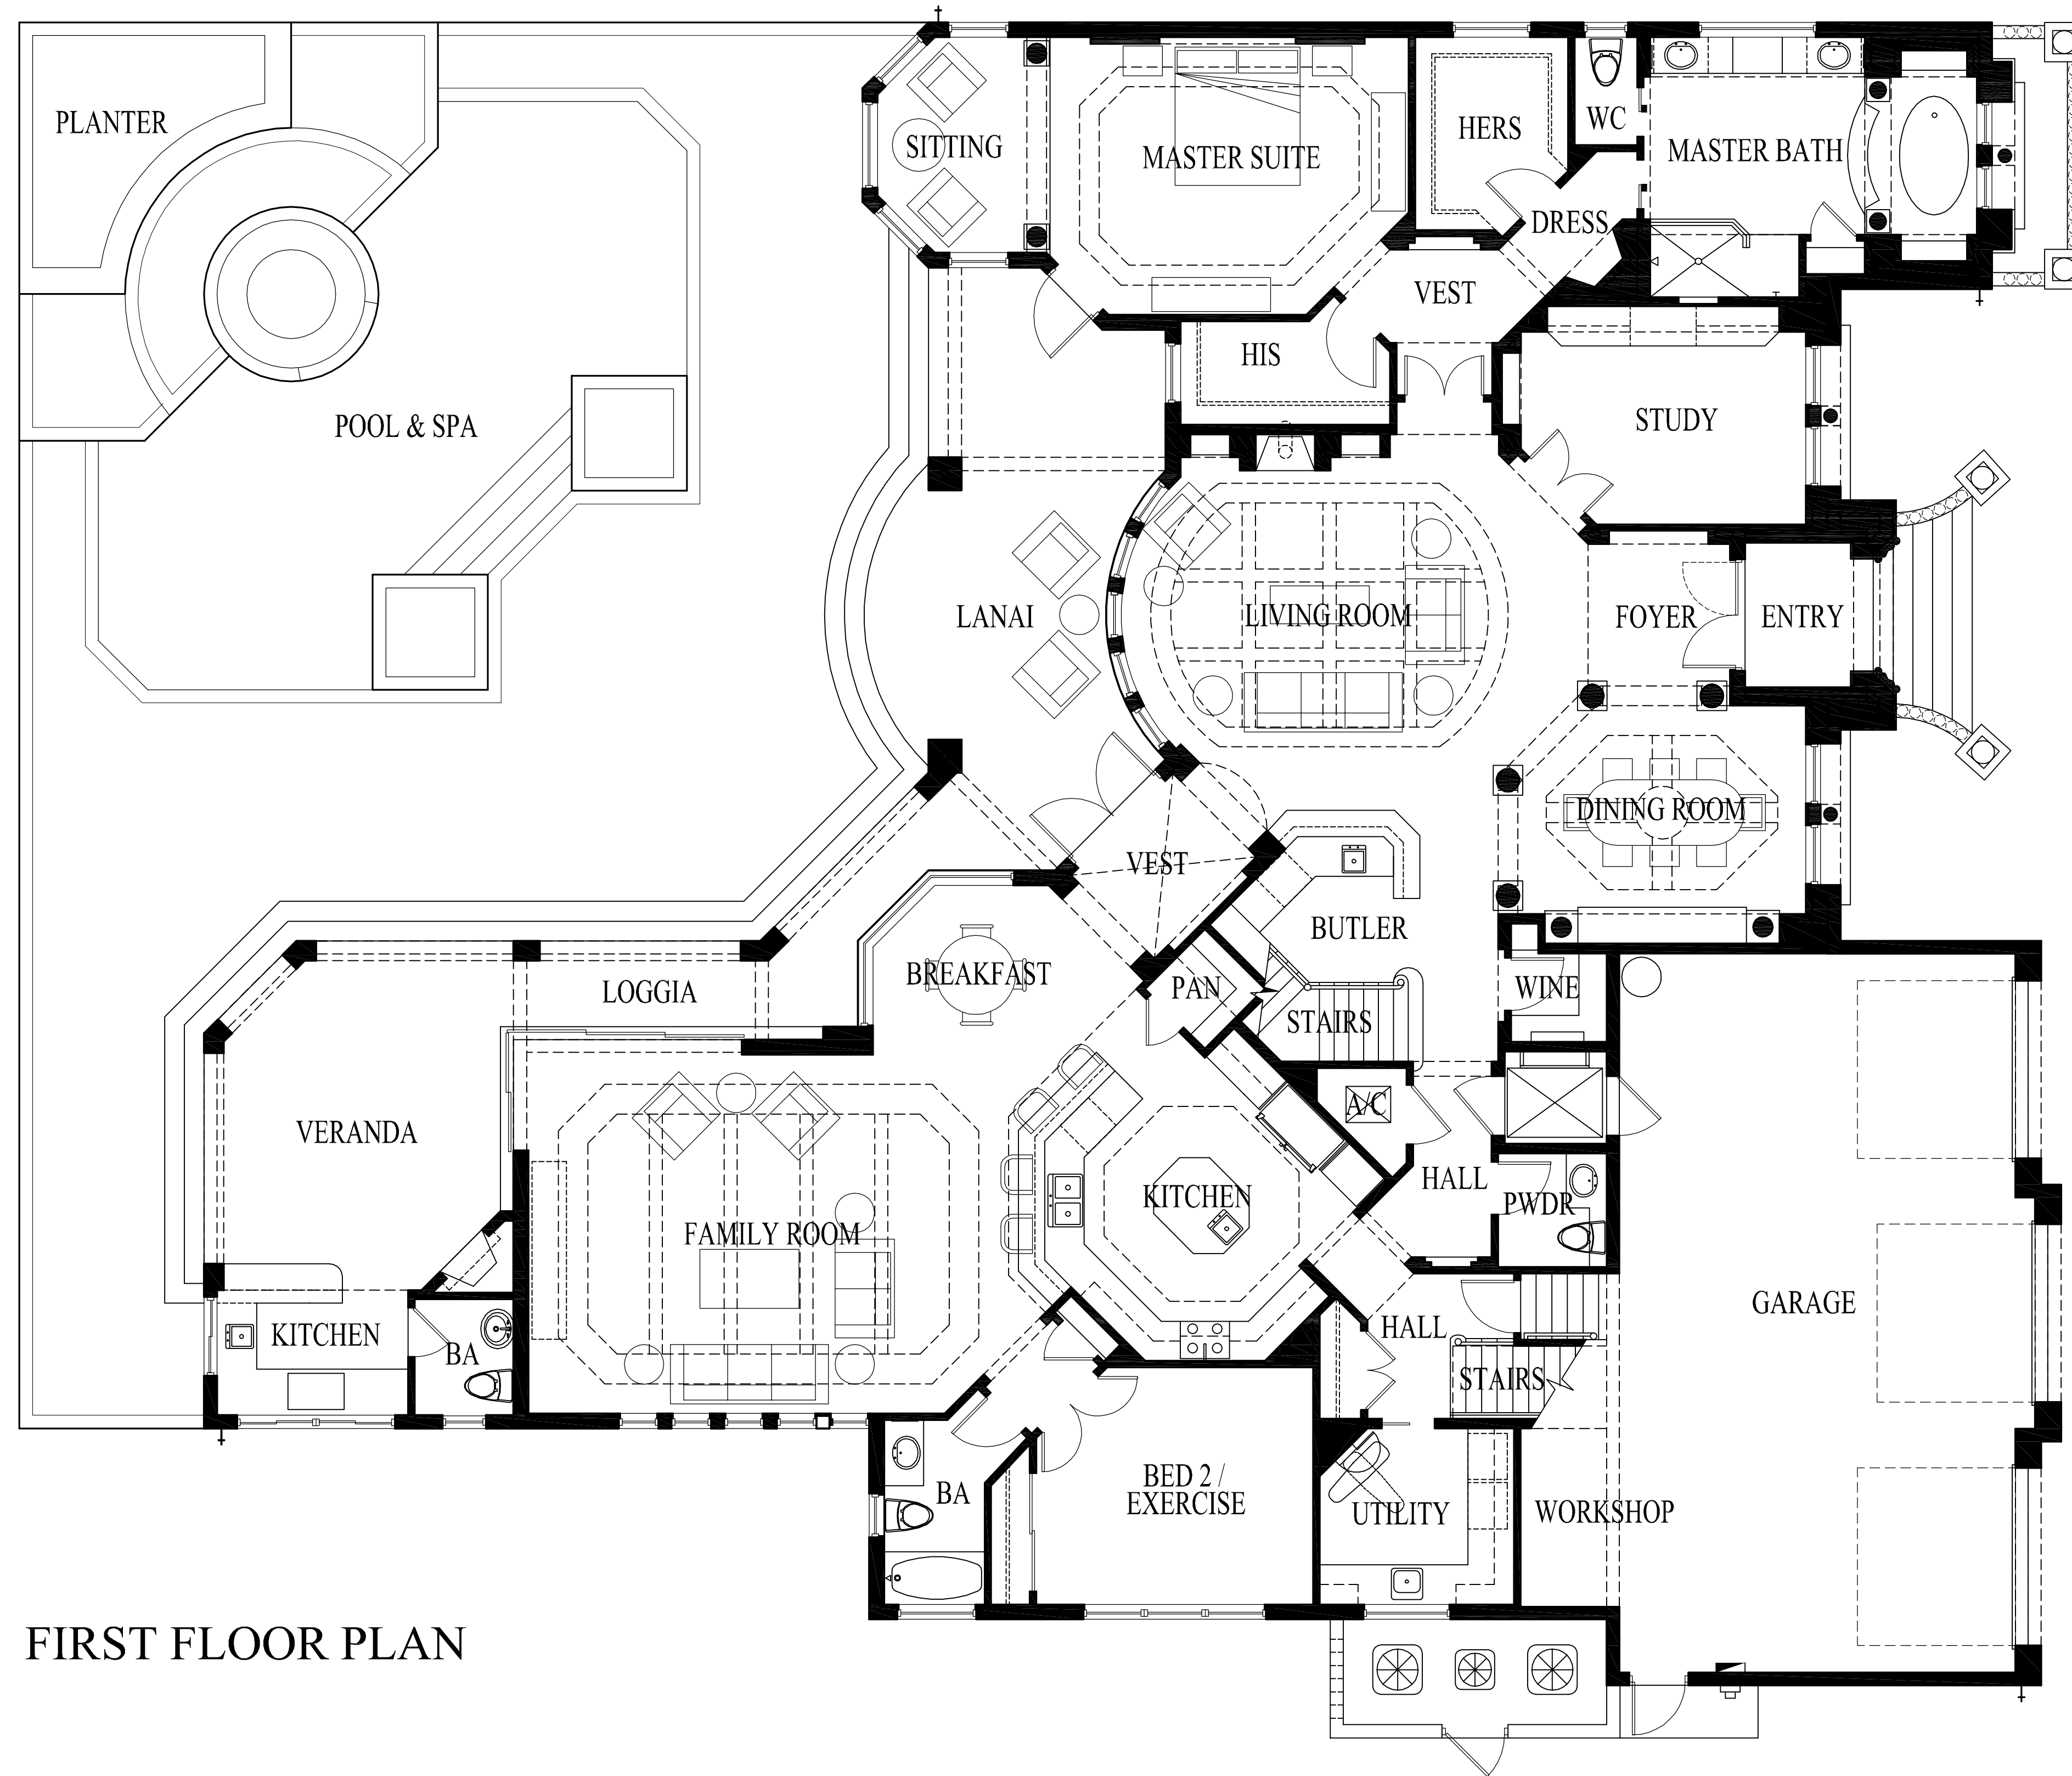 PLANTER
SITTING
MASTER SUITE
HERS
WC
MASTER BATH
DRESS
VEST
HIS
POOL & SPA
STUDY
LANAI
LIVING ROOM
FOYER
ENTRY
DINING ROOM
VEST
BUTLER
LOGGIA
BREAKFAST
PAN
WINE
STAIRS
A/C
VERANDA
HALL
KITCHEN
PWDR
FAMILY ROOM
GARAGE
KITCHEN
BA
HALL
STAIRS
BA
BED 2 /
EXERCISE
UTILITY
WORKSHOP
FIRST FLOOR PLAN